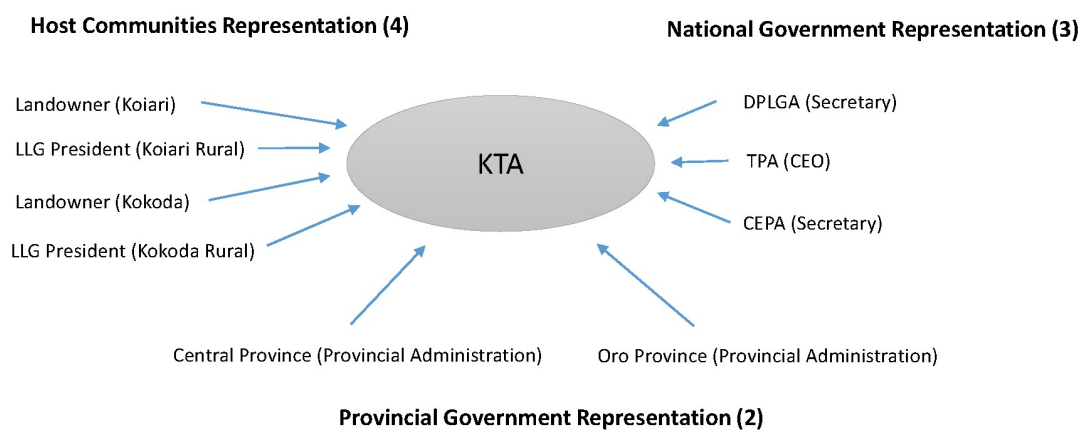 Host Communities Representation (4)
National Government Representation (3)
Landowner (Koiari)
LLG President (Koiari Rural)
Landowner (Kokoda)
LLG President (Kokoda Rural)
KTA
DPLGA (Secretary)
TPA (CEO)
CEPA (Secretary)
Central Province (Provincial Administration)
Oro Province (Provincial Administration)
Provincial Government Representation (2)